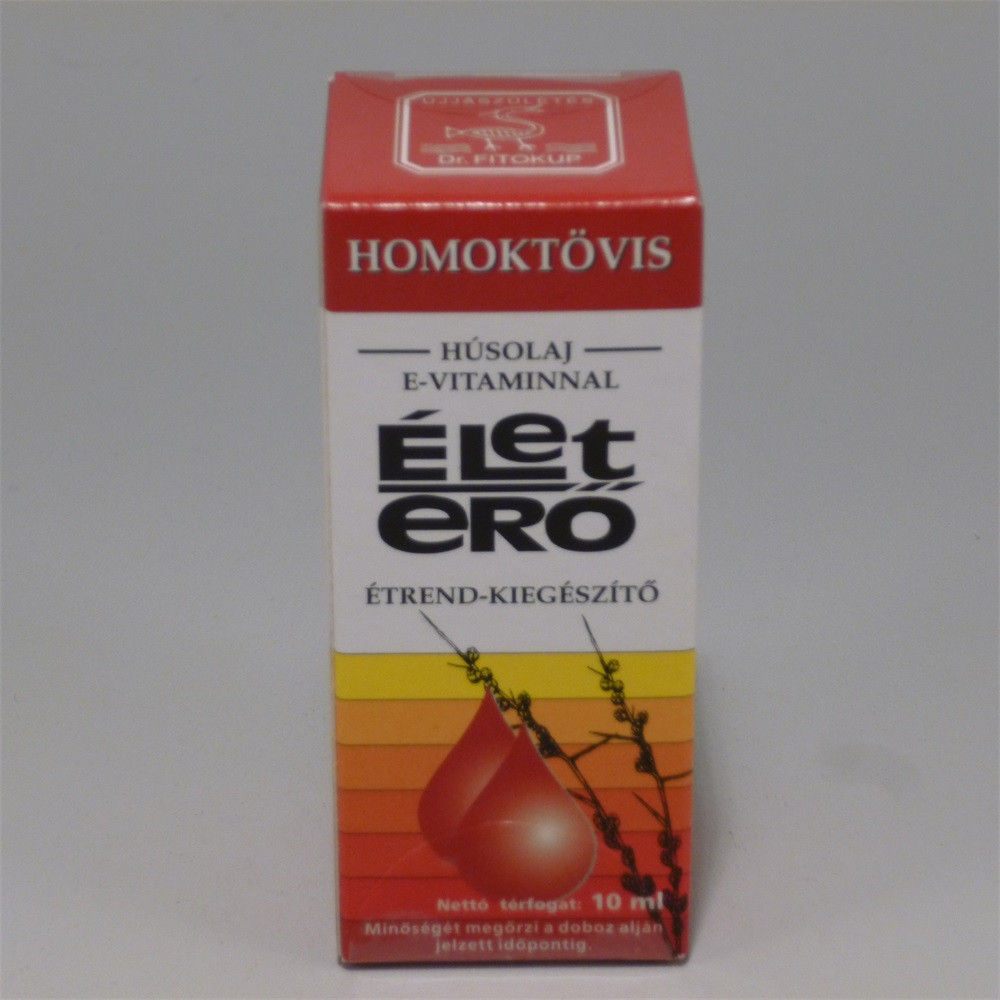 ÚJJÁSZÜLETÉS
Dr. FITOKUP
HOMOKTÖVIS
HÚSOLAJ
E-VITAMINNAL
ÉLet
eRŐ
ÉTREND-KIEGÉSZÍTŐ
Nettó térfogat: 10 ml
Minőségét megőrzi a doboz alján
jelzett időpontig.